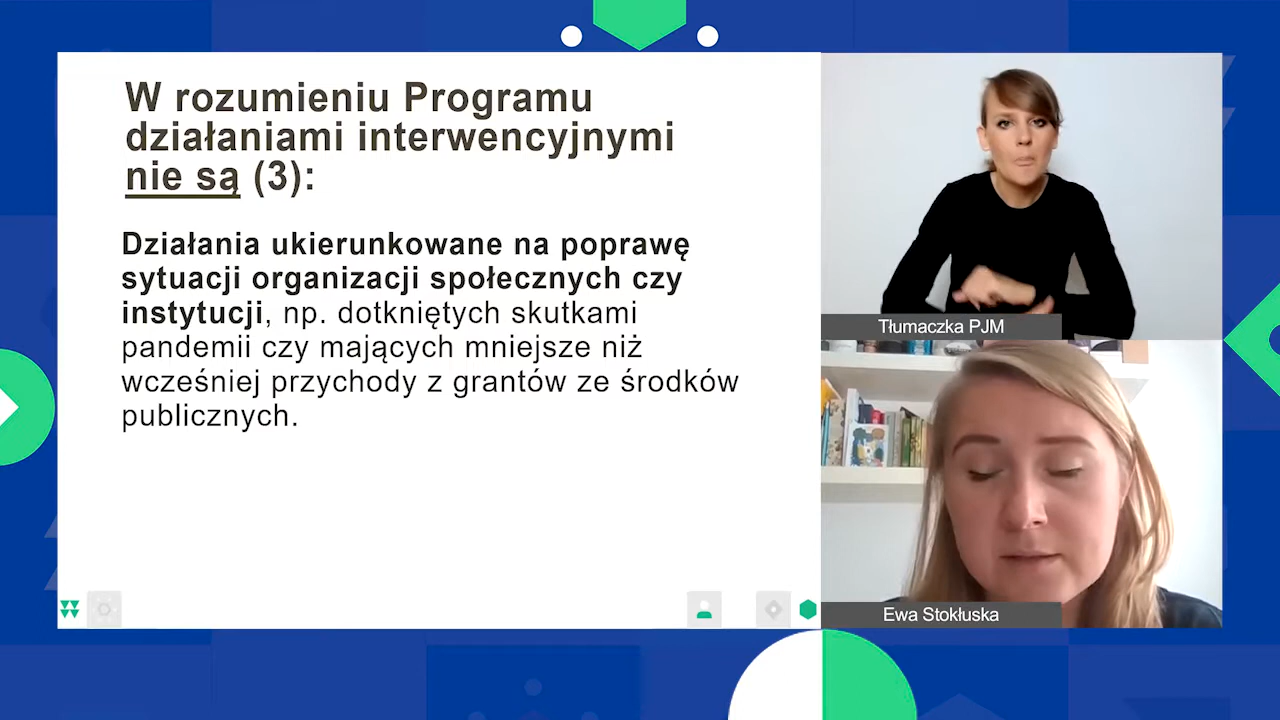 W rozumieniu Programu
działaniami interwencyjnymi
nie są (3):
Działania ukierunkowane na poprawę
sytuacji organizacji społecznych czy
instytucji, np. dotkniętych skutkami
pandemii czy mających mniejsze niż
wcześniej przychody z grantów ze środków
publicznych.
Tłumaczka PJM
Ewa Stokłuska